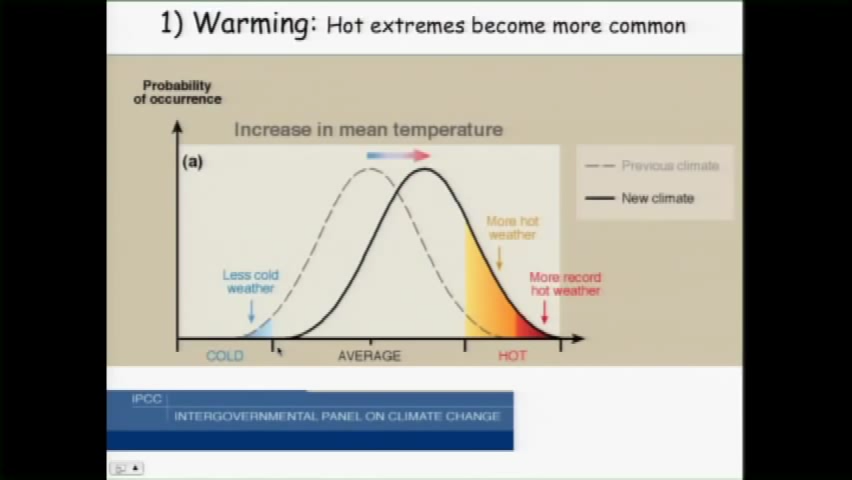 1) Warming: Hot extremes become more common
Probability
of occurrence
Increase in mean temperature
(a)
Previous climate
New climate
More hot
weather
Less cold
weather
More record
hot weather
COLD
AVERAGE
HOT
IPCC
INTERGOVERNMENTAL PANEL ON CLIMATE CHANGE